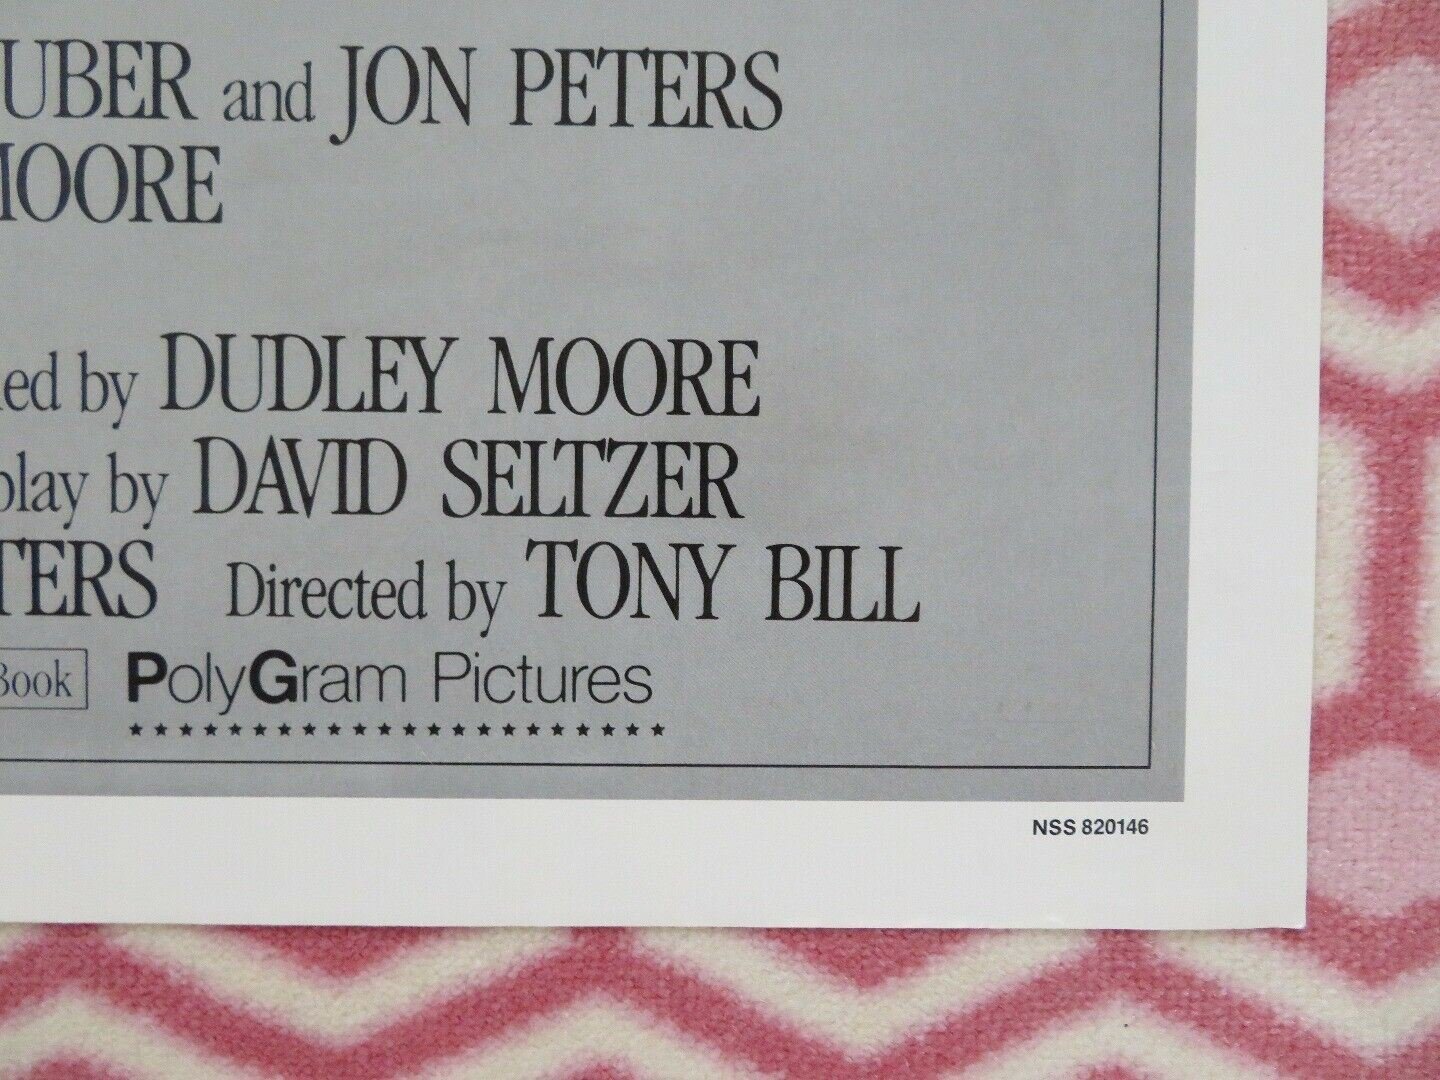 UBER and JON PETERS
MOORE
ed by DUDLEY MOORE
play by DAVID SELTZER
TERS Directed by TONY BILL
Book PolyGram Pictures
NSS 820146